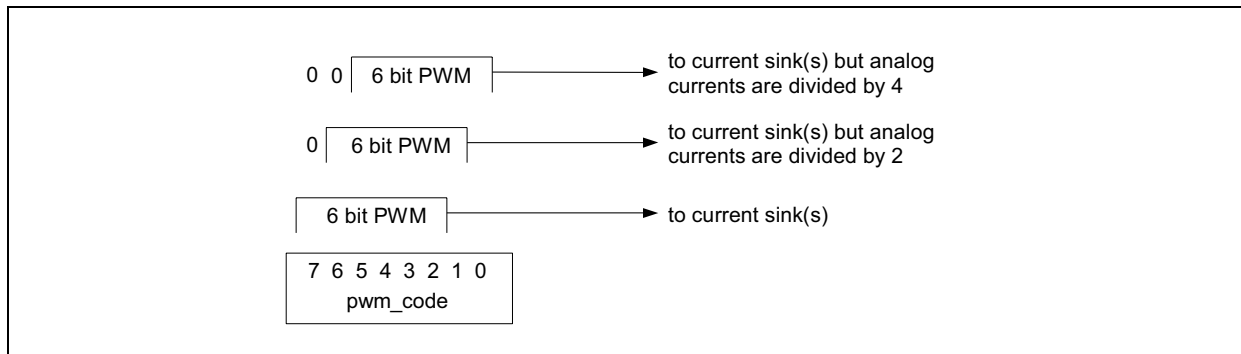 0 0 6 bit PWM to current sink(s) but analog
currents are divided by 4
0 6 bit PWM to current sink(s) but analog
currents are divided by 2
6 bit PWM to current sink(s)
7 6 5 4 3 2 1 0
pwm_code